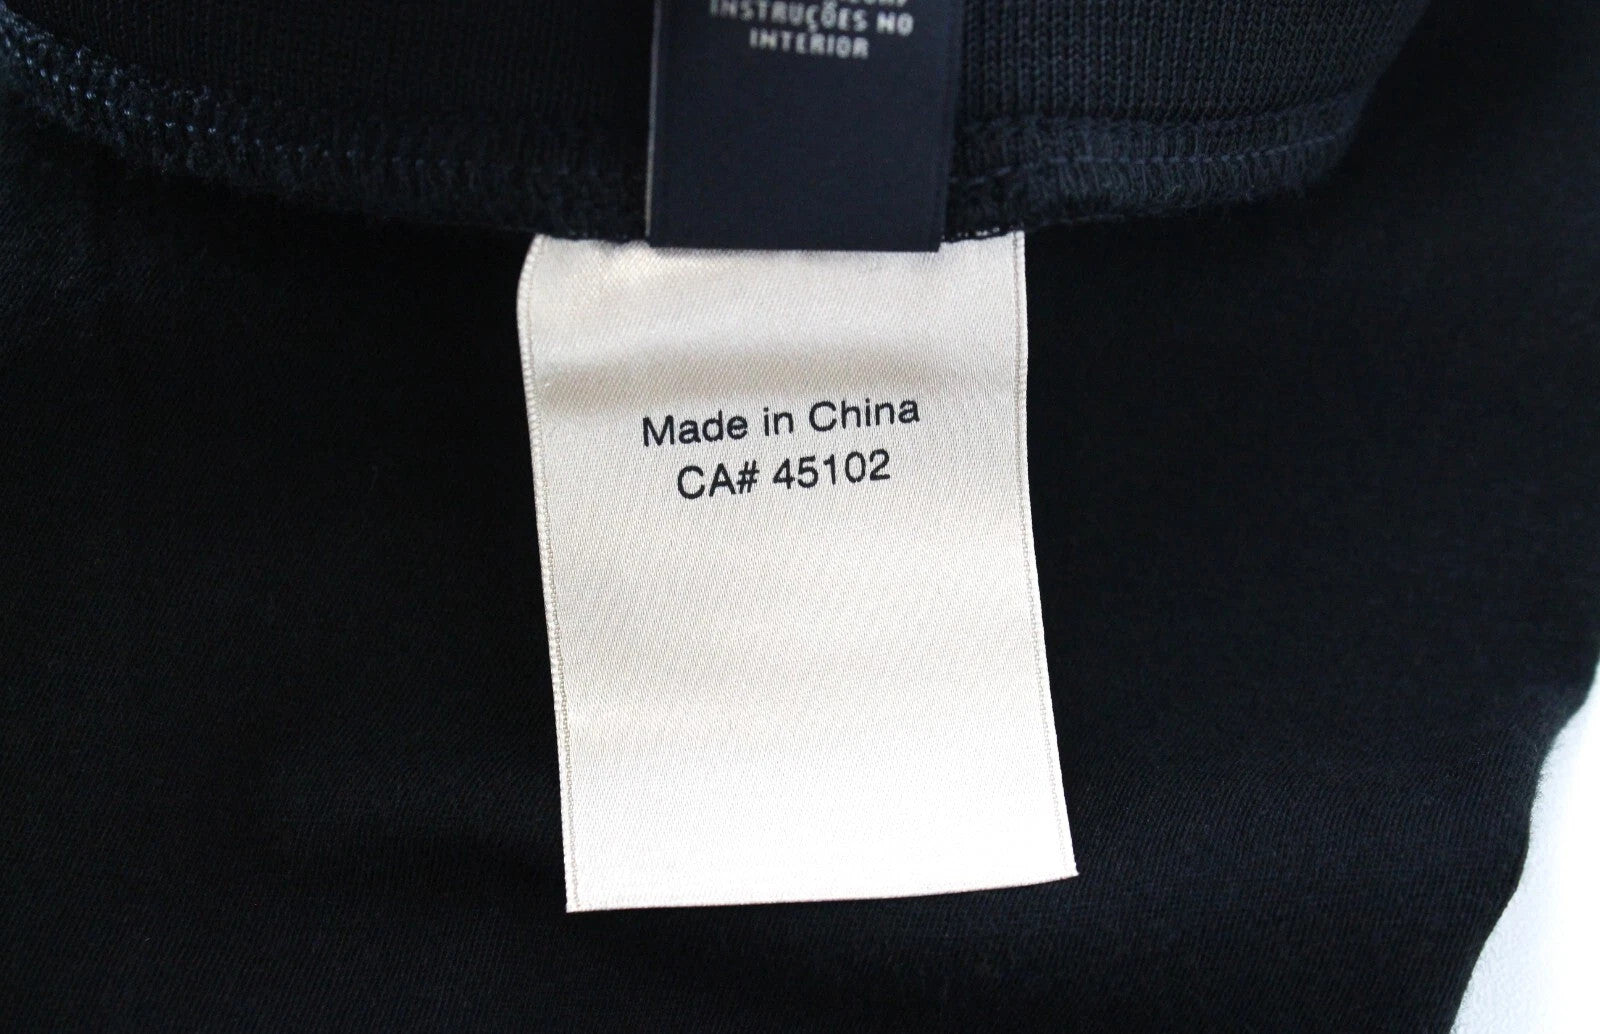 INSTRUÇÕES NO
INTERIOR
Made in China
CA# 45102